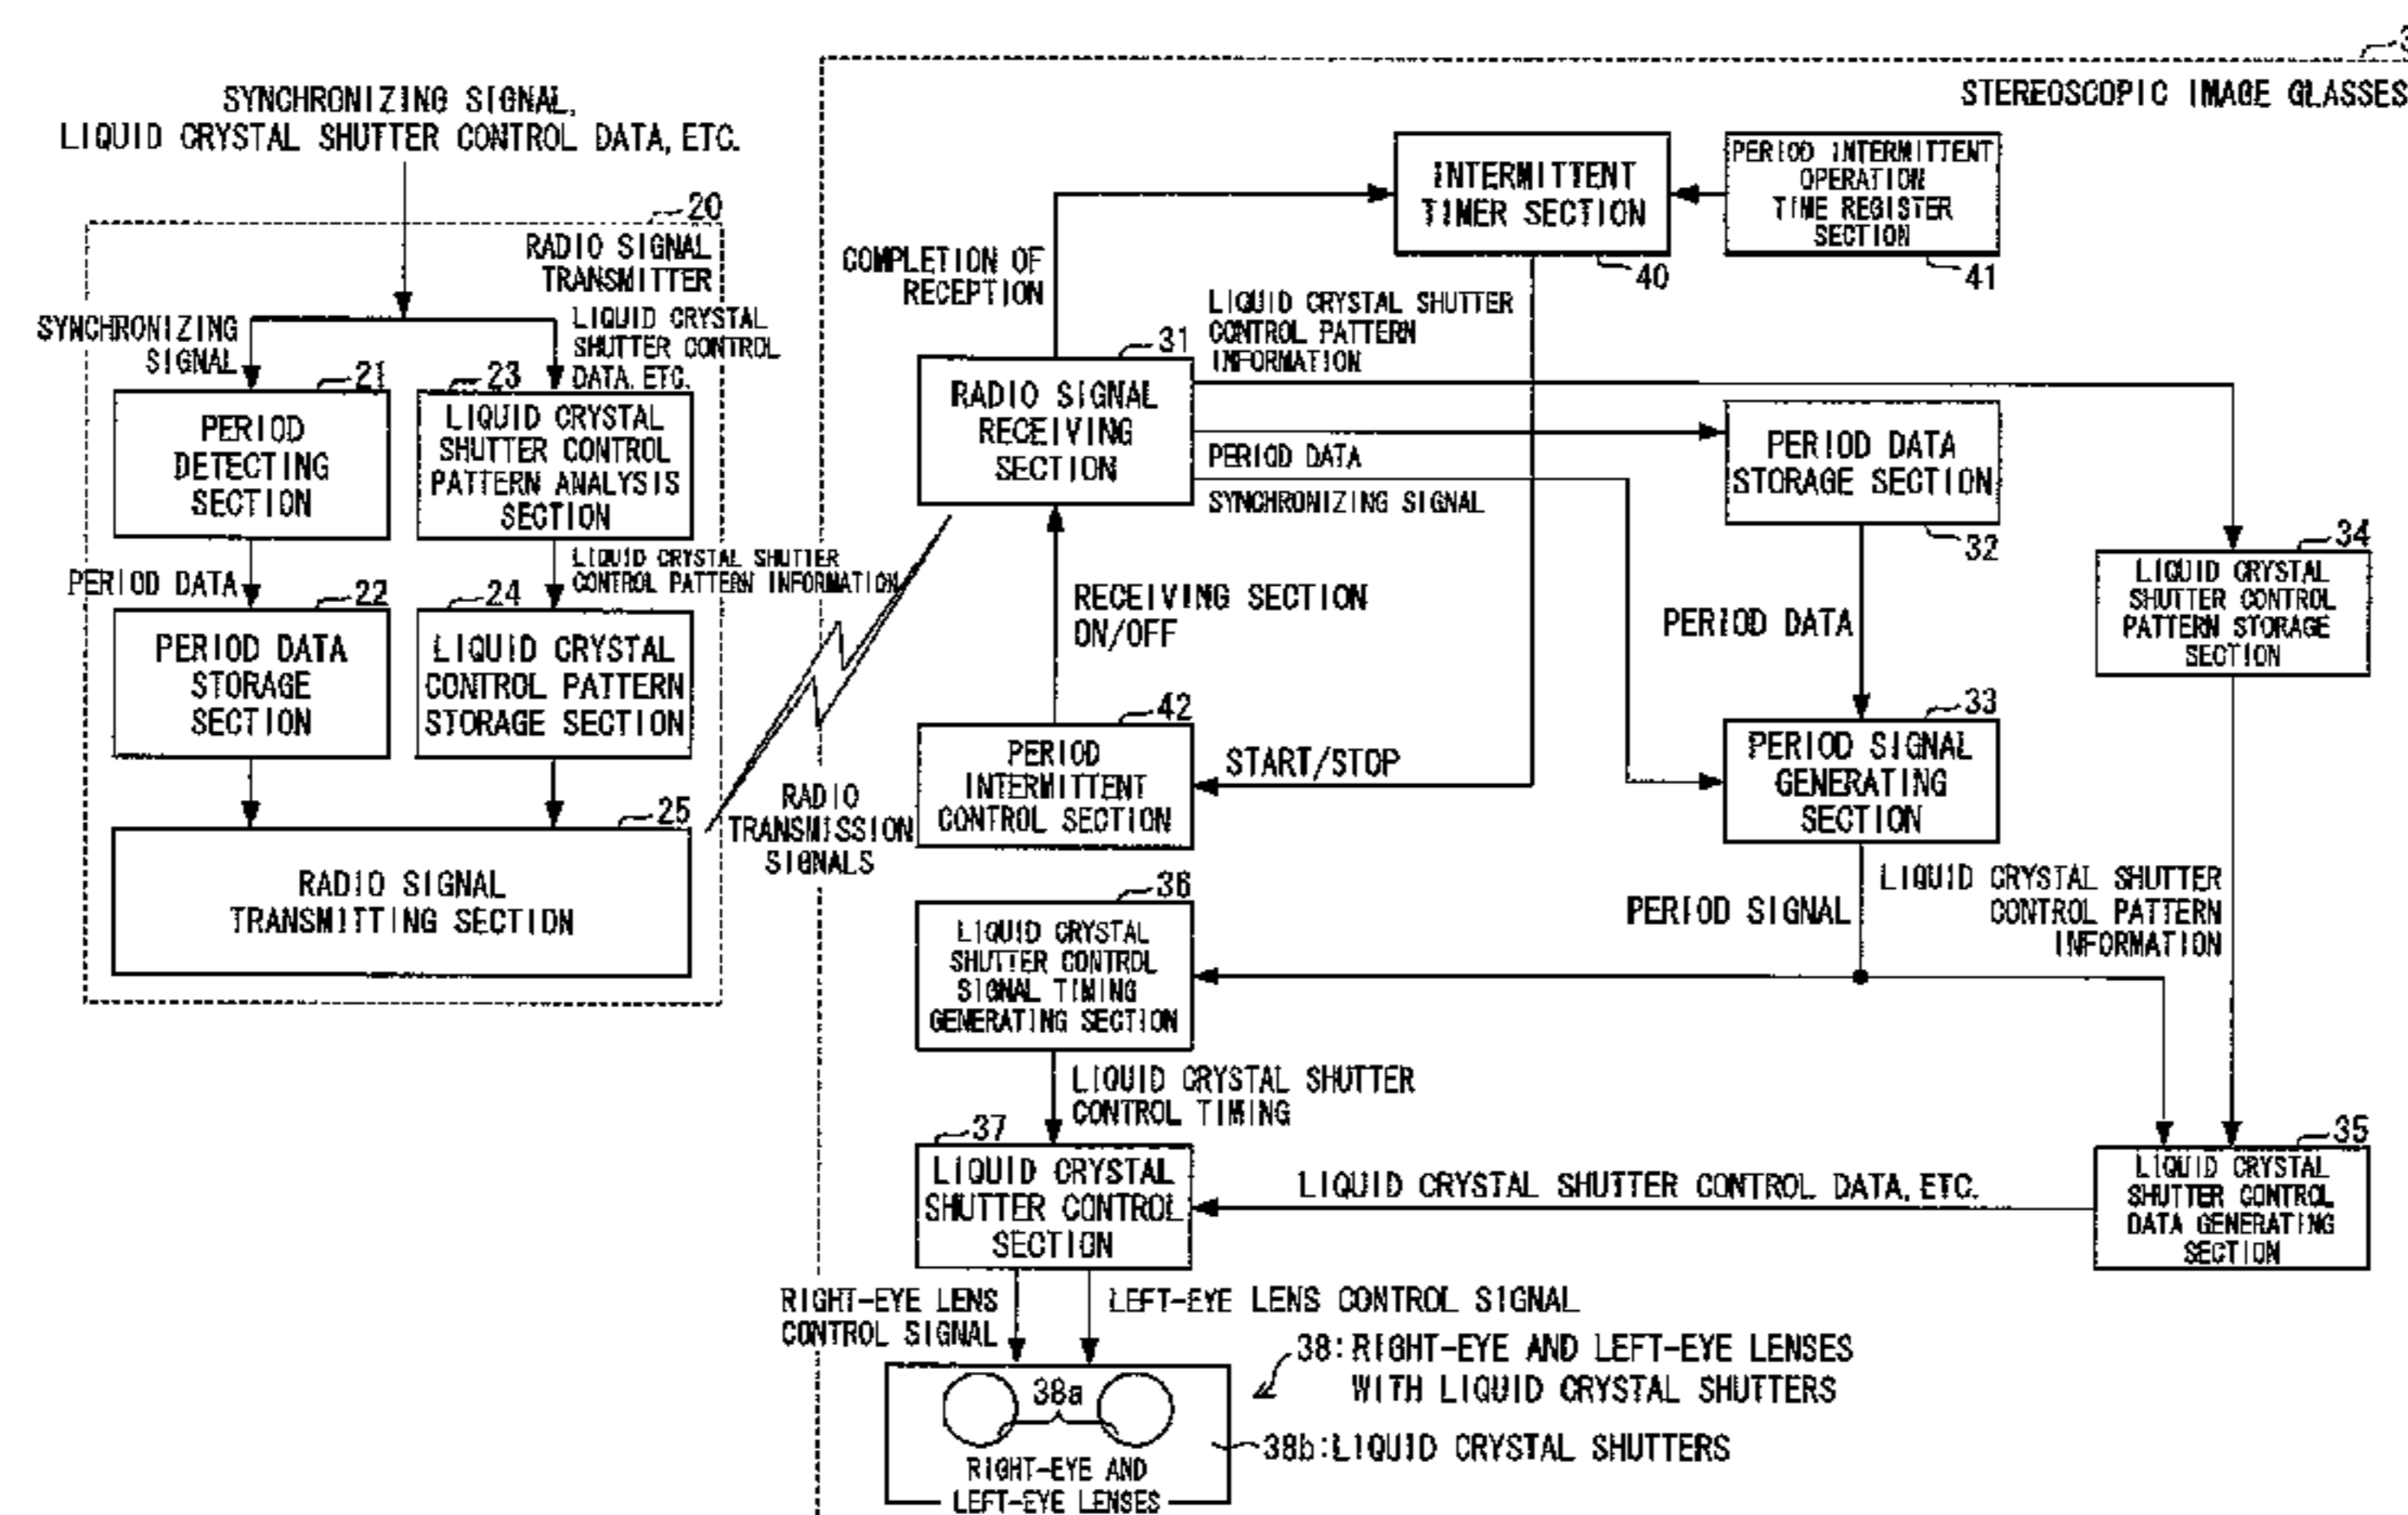 SYNCHRONIZING SIGNAL,
LIQUID CRYSTAL SHUTTER CONTROL DATA, ETC.
20
RADIO SIGNAL
TRANSMITTER
SYNCHRONIZING
SIGNAL
LIQUID CRYSTAL
SHUTTER CONTROL
DATA, ETC.
21
PERIOD
DETECTING
SECTION
23
LIQUID CRYSTAL
SHUTTER CONTROL
PATTERN ANALYSIS
SECTION
PERIOD DATA
LIQUID CRYSTAL SHUTTER
CONTROL PATTERN INFORMATION
22
PERIOD DATA
STORAGE
SECTION
24
LIQUID CRYSTAL
CONTROL PATTERN
STORAGE SECTION
25
RADIO SIGNAL
TRANSMITTING SECTION
RADIO
TRANSMISSION
SIGNALS
STEREOSCOPIC IMAGE GLASSES
INTERMITTENT
TIMER SECTION
40
PERIOD INTERMITTENT
OPERATION
TIME REGISTER
SECTION
41
COMPLETION OF
RECEPTION
LIQUID CRYSTAL SHUTTER
CONTROL PATTERN
INFORMATION
31
RADIO SIGNAL
RECEIVING
SECTION
PERIOD DATA
SYNCHRONIZING SIGNAL
PERIOD DATA
STORAGE SECTION
32
34
LIQUID CRYSTAL
SHUTTER CONTROL
PATTERN STORAGE
SECTION
RECEIVING SECTION
ON/OFF
PERIOD DATA
42
PERIOD
INTERMITTENT
CONTROL SECTION
START/STOP
33
PERIOD SIGNAL
GENERATING
SECTION
PERIOD SIGNAL
LIQUID CRYSTAL SHUTTER
CONTROL PATTERN
INFORMATION
36
LIQUID CRYSTAL
SHUTTER CONTROL
SIGNAL TIMING
GENERATING SECTION
LIQUID CRYSTAL SHUTTER
CONTROL TIMING
37
LIQUID CRYSTAL
SHUTTER CONTROL
SECTION
LIQUID CRYSTAL SHUTTER CONTROL DATA, ETC.
35
LIQUID CRYSTAL
SHUTTER CONTROL
DATA GENERATING
SECTION
RIGHT-EYE LENS
CONTROL SIGNAL
LEFT-EYE LENS CONTROL SIGNAL
38:RIGHT-EYE AND LEFT-EYE LENSES
WITH LIQUID CRYSTAL SHUTTERS
38a
38b:LIQUID CRYSTAL SHUTTERS
RIGHT-EYE AND
LEFT-EYE LENSES